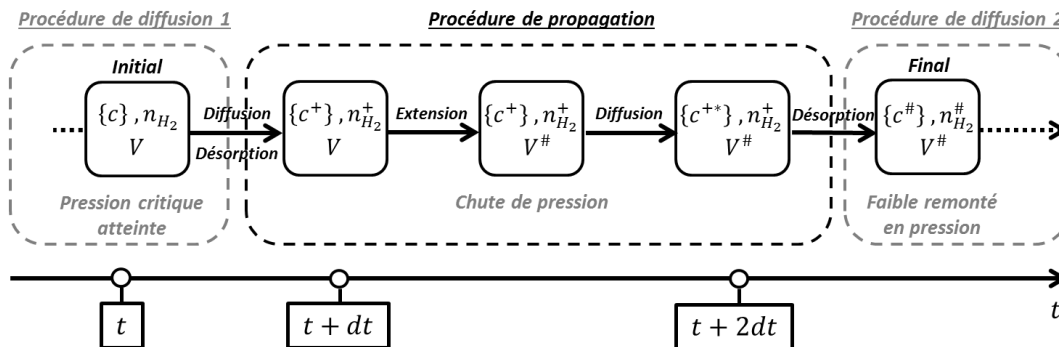 Procédure de diffusion 1
Procédure de propagation
Procédure de diffusion 2
Initial
Final
{c}, n_{H_2}
V
Diffusion
Désorption
{c^+}, n^+_{H_2}
V
Extension
{c^+}, n^+_{H_2}
V^#
Diffusion
{c^{+*}}, n^+_{H_2}
V^#
Désorption
{c^#}, n^#_{H_2}
V^#
Pression critique
atteinte
Chute de pression
Faible remonté
en pression
t
t + dt
t + 2dt
t